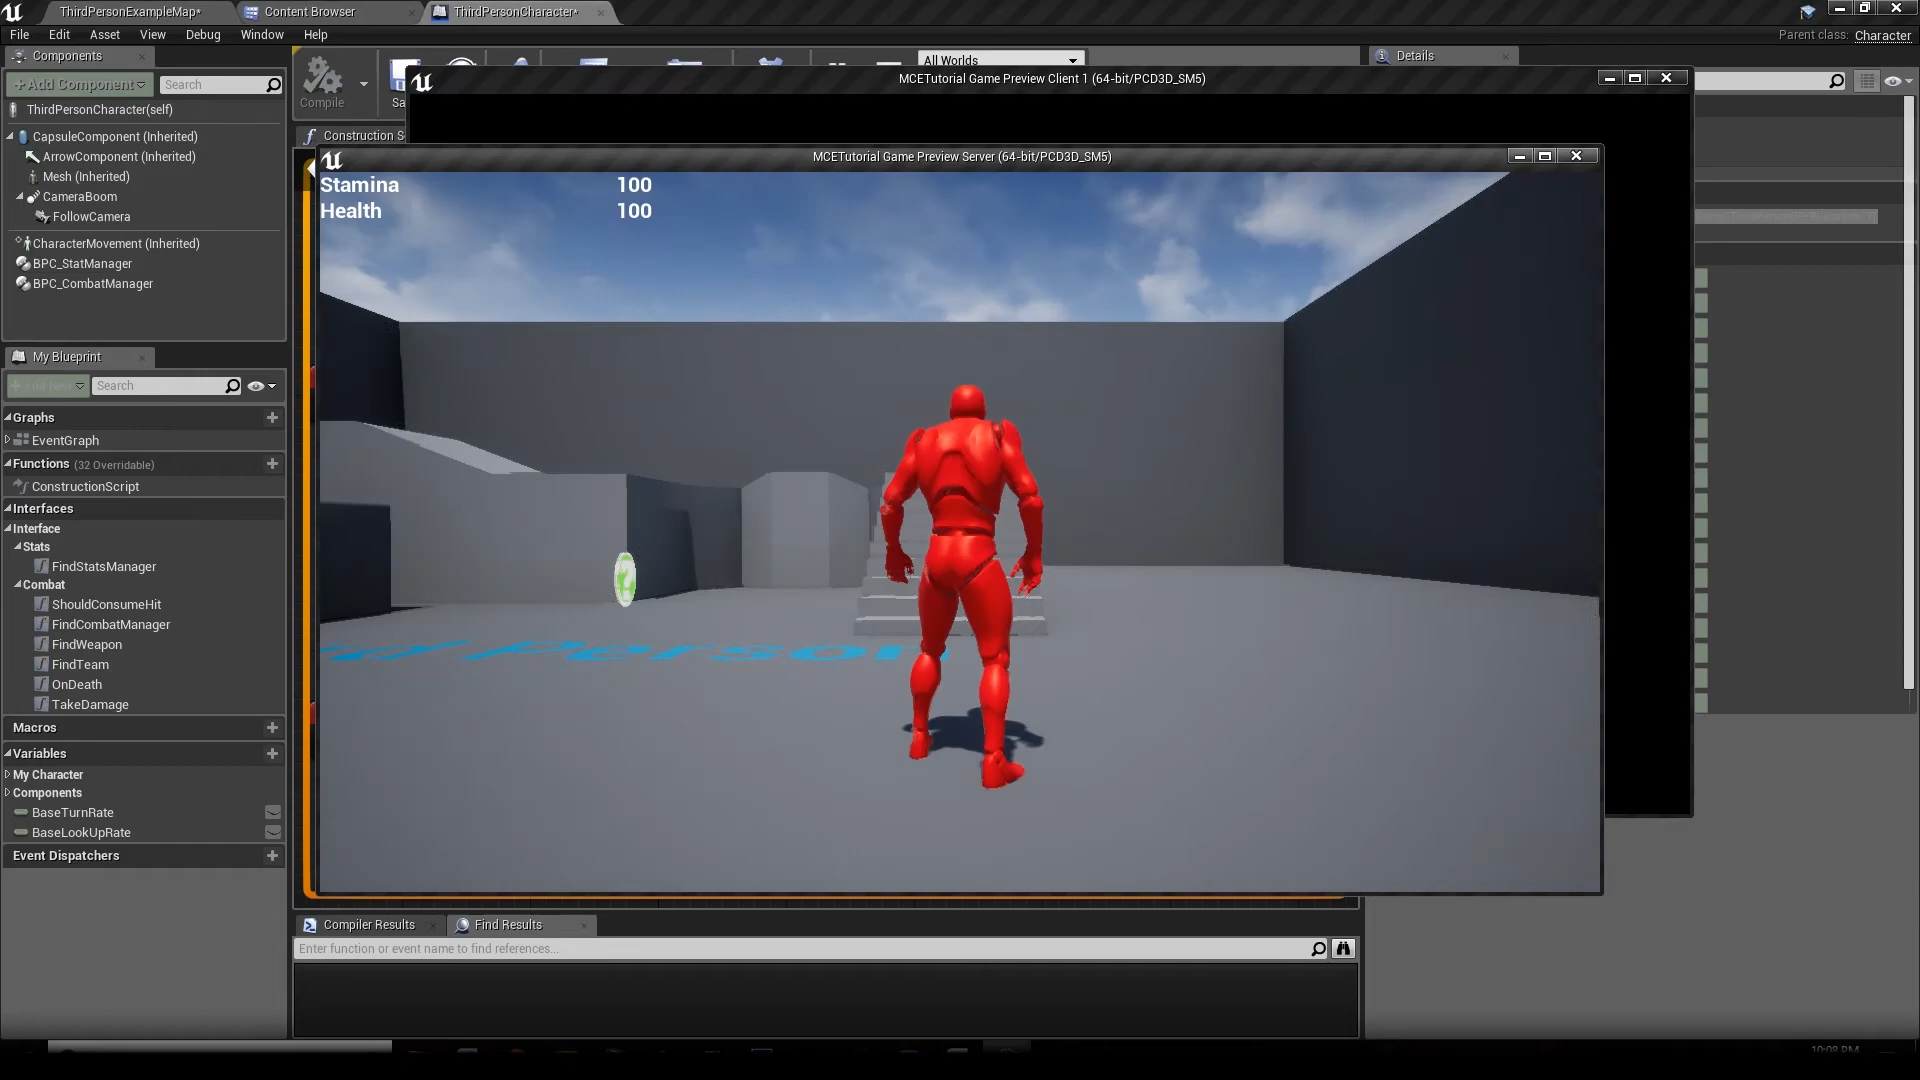 ThirdPersonExampleMap*
Content Browser
ThirdPersonCharacter*
File Edit Asset View Debug Window Help
Parent class: Character
Components
Details
+Add Component
Search
Compile
All Worlds
MCETutorial Game Preview Client 1 (64-bit/PCD3D_SM5)
ThirdPersonCharacter(self)
Construction S
CapsuleComponent (Inherited)
ArrowComponent (Inherited)
Mesh (Inherited)
CameraBoom
FollowCamera
CharacterMovement (Inherited)
BPC_StatManager
BPC_CombatManager
MCETutorial Game Preview Server (64-bit/PCD3D_SM5)
Stamina 100
Health 100
My Blueprint
Search
Graphs
EventGraph
Functions (32 Overridable)
ConstructionScript
Interfaces
Interface
Stats
FindStatsManager
Combat
ShouldConsumeHit
FindCombatManager
FindWeapon
FindTeam
OnDeath
TakeDamage
Macros
Variables
My Character
Components
BaseTurnRate
BaseLookUpRate
Event Dispatchers
Person
Compiler Results
Find Results
Enter function or event name to find references...
10:08 PM